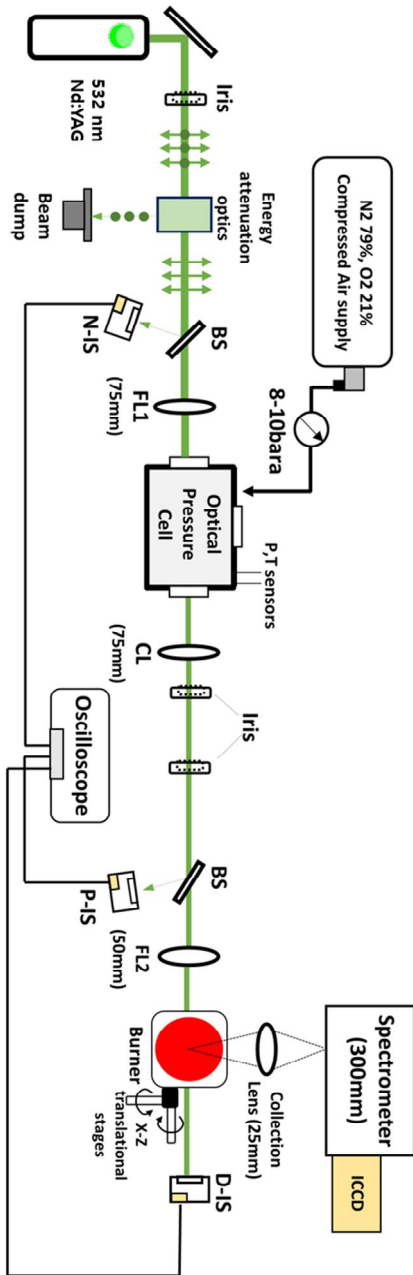 532 nm
Nd:YAG
Iris
Energy
attenuation
optics
Beam
dump
N2 79%, O2 21%
Compressed Air supply
8-10bara
N-IS
BS
FL1
(75mm)
Optical
Pressure
Cell
P,T sensors
CL
(75mm)
Iris
Oscilloscope
BS
P-IS
FL2
(50mm)
Burner
X-Z
translational
stages
Collection
Lens (25mm)
Spectrometer
(300mm)
ICCD
D-IS